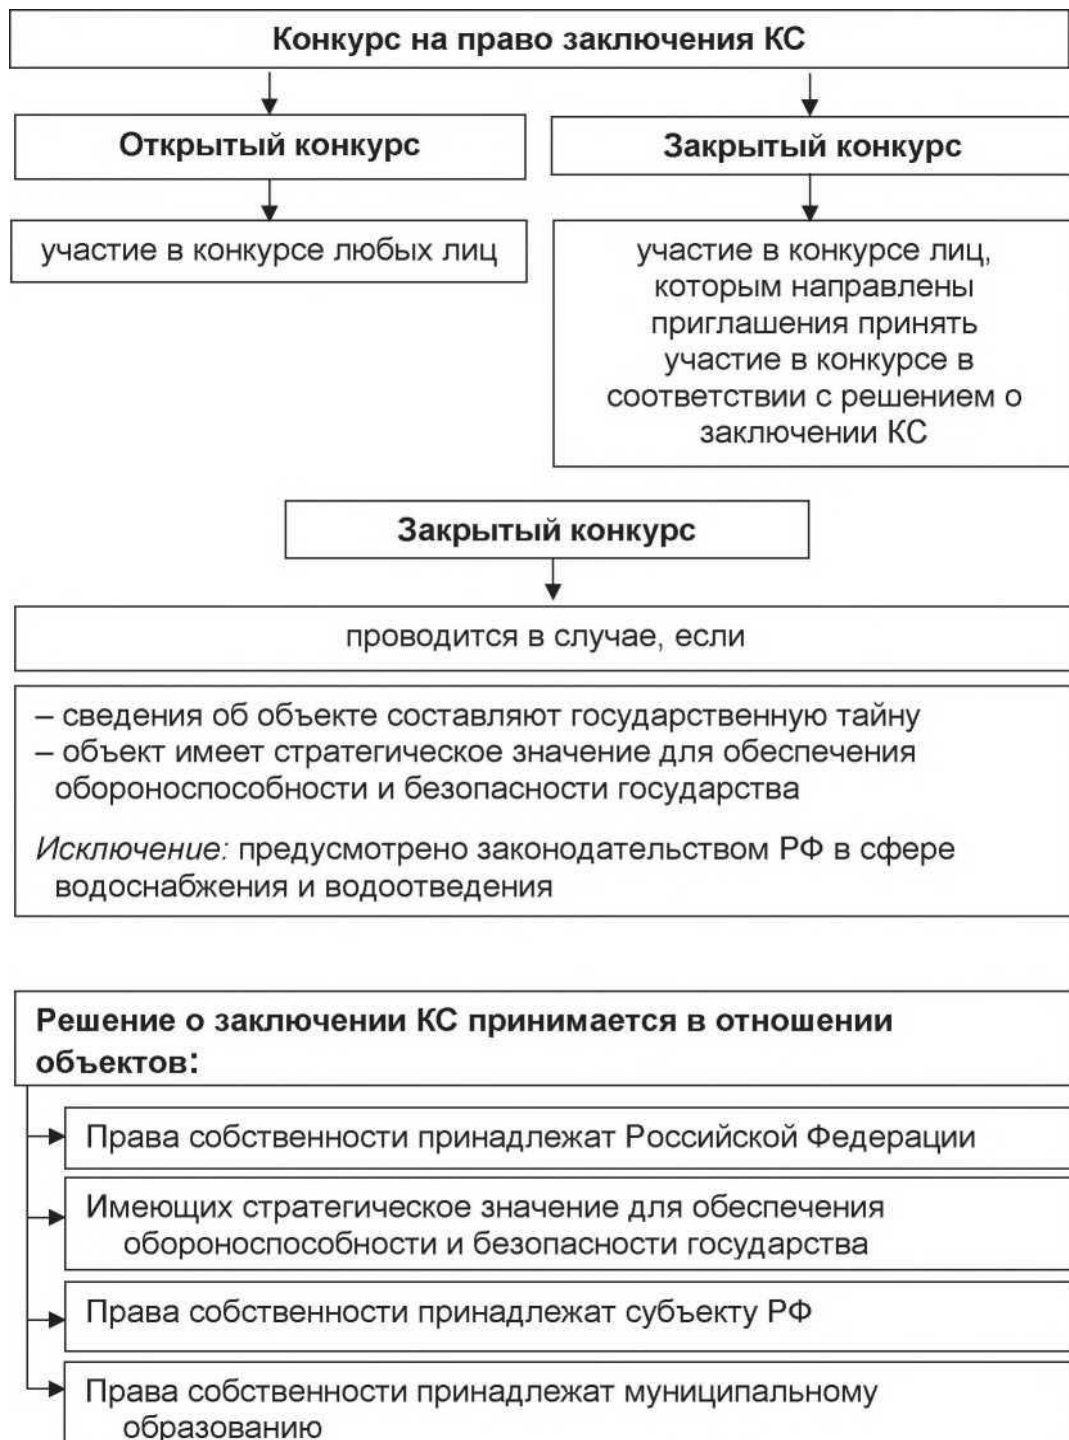 Конкурс на право заключения КС
Открытый конкурс
Закрытый конкурс
участие в конкурсе любых лиц
участие в конкурсе лиц,
которым направлены
приглашения принять
участие в конкурсе в
соответствии с решением о
заключении КС
Закрытый конкурс
проводится в случае, если
– сведения об объекте составляют государственную тайну
– объект имеет стратегическое значение для обеспечения
обороноспособности и безопасности государства
Исключение: предусмотрено законодательством РФ в сфере
водоснабжения и водоотведения
Решение о заключении КС принимается в отношении
объектов:
Права собственности принадлежат Российской Федерации
Имеющих стратегическое значение для обеспечения
обороноспособности и безопасности государства
Права собственности принадлежат субъекту РФ
Права собственности принадлежат муниципальному
образованию